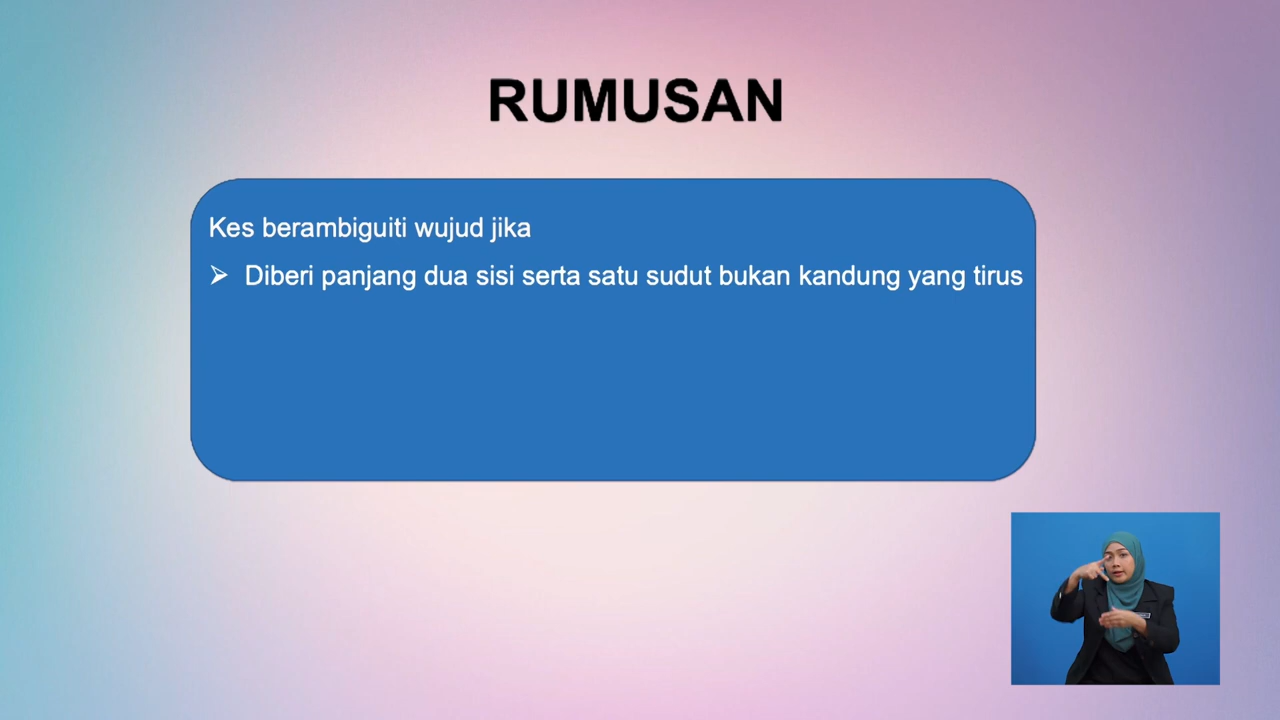 RUMUSAN
Kes berambiguiti wujud jika
➢ Diberi panjang dua sisi serta satu sudut bukan kandung yang tirus